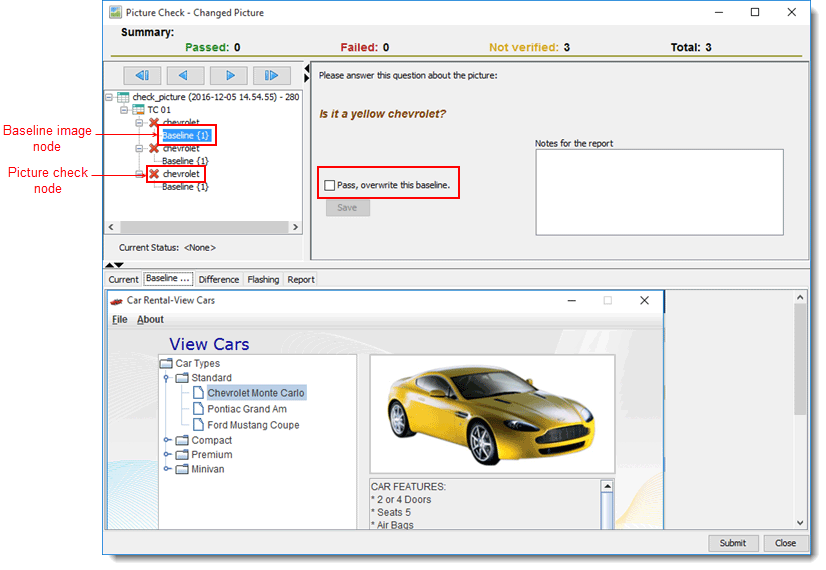 Picture Check - Changed Picture
Summary:
Passed: 0 Failed: 0 Not verified: 3 Total: 3
Please answer this question about the picture:
check_picture (2016-12-05 14.54.55) - 280
TC 01
chevrolet
Is it a yellow chevrolet?
Baseline image
node
Baseline {1}
chevrolet
Notes for the report
Baseline {1}
Picture check
node
chevrolet
Baseline {1}
Pass, overwrite this baseline.
Save
Current Status: <None>
Current Baseline ... Difference Flashing Report
Car Rental-View Cars
File About
View Cars
Car Types
Standard
Chevrolet Monte Carlo
Pontiac Grand Am
Ford Mustang Coupe
Compact
Premium
Minivan
CAR FEATURES:
* 2 or 4 Doors
* Seats 5
* Air Bags
Submit Close